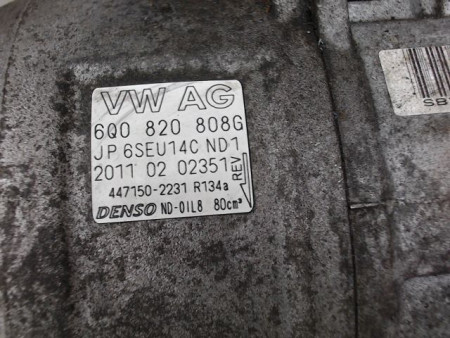 VW AG
6Q0 820 808G
JP 6SEU14C ND1
2011 02 02351
REV
447150-2231 R134a
DENSO ND-OIL8 80cm³
SB